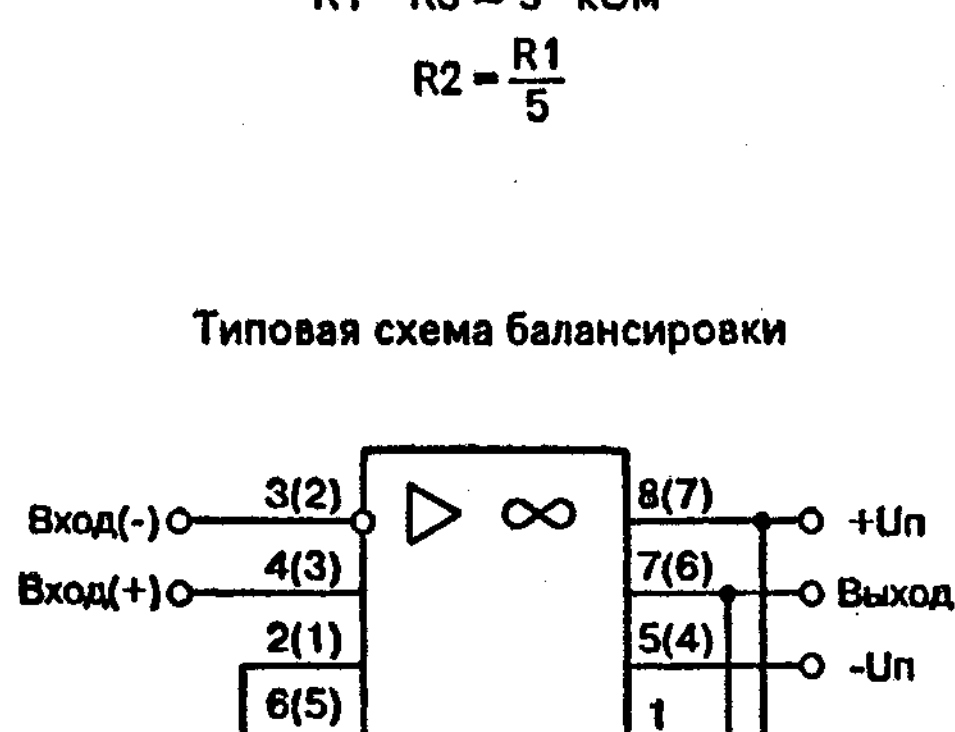 R2 = R1/5
Типовая схема балансировки
Вход(-) 3(2) ▷ ∞ 8(7) +Uп
Вход(+) 4(3) 7(6) Выход
2(1) 5(4) -Uп
6(5) 1